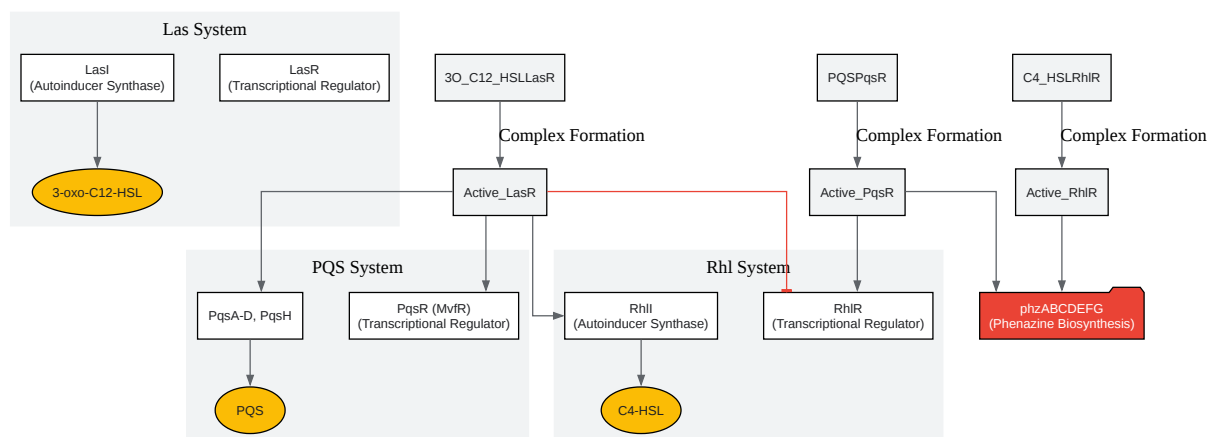 Las System
LasI
(Autoinducer Synthase)
LasR
(Transcriptional Regulator)
3O_C12_HSLLasR
PQSPqsR
C4_HSLRhlR
Complex Formation
Complex Formation
Complex Formation
3-oxo-C12-HSL
Active_LasR
Active_PqsR
Active_RhlR
PQS System
Rhl System
PqsA-D, PqsH
PqsR (MvfR)
(Transcriptional Regulator)
RhlI
(Autoinducer Synthase)
RhlR
(Transcriptional Regulator)
phzABCDEFG
(Phenazine Biosynthesis)
PQS
C4-HSL